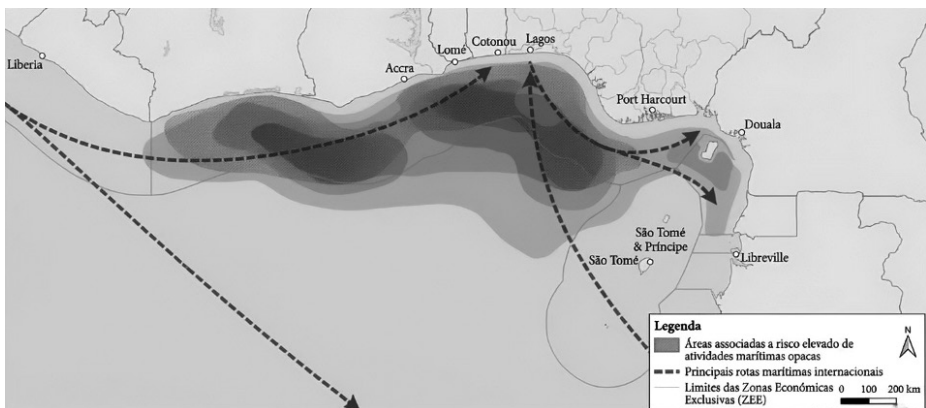 Liberia
Accra
Lomé
Cotonou
Lagos
Port Harcourt
Douala
São Tomé
& Príncipe
São Tomé
Libreville
Legenda
Áreas associadas a risco elevado de
atividades marítimas opacas
Principais rotas marítimas internacionais
Limites das Zonas Económicas
Exclusivas (ZEE)
N
0 100 200 km